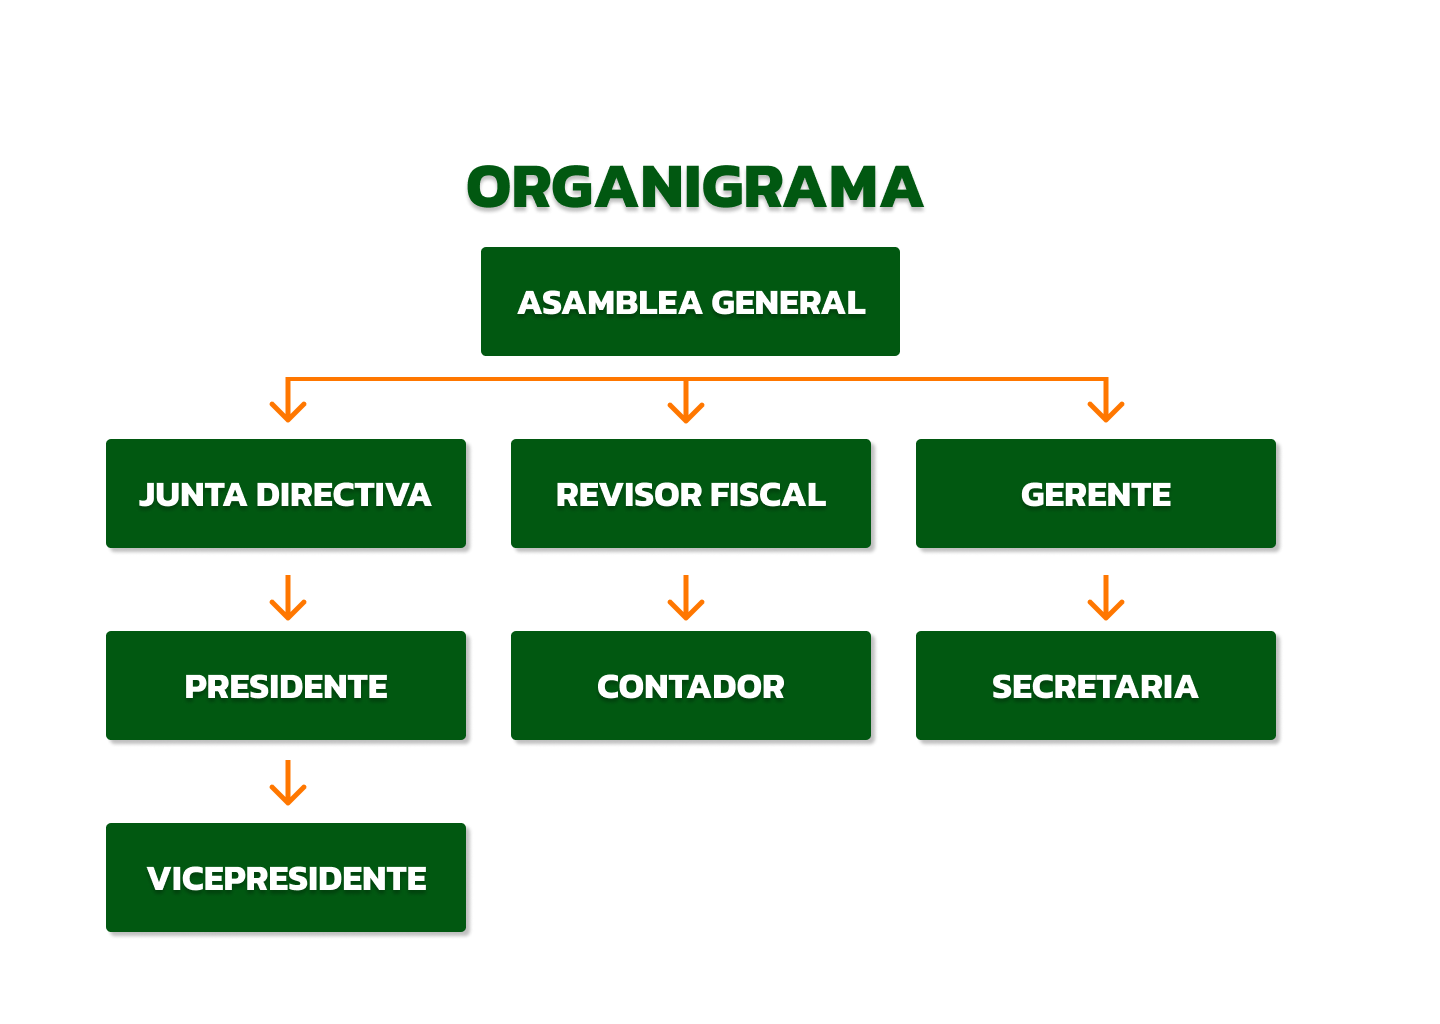 ORGANIGRAMA
ASAMBLEA GENERAL
JUNTA DIRECTIVA
REVISOR FISCAL
GERENTE
PRESIDENTE
CONTADOR
SECRETARIA
VICEPRESIDENTE